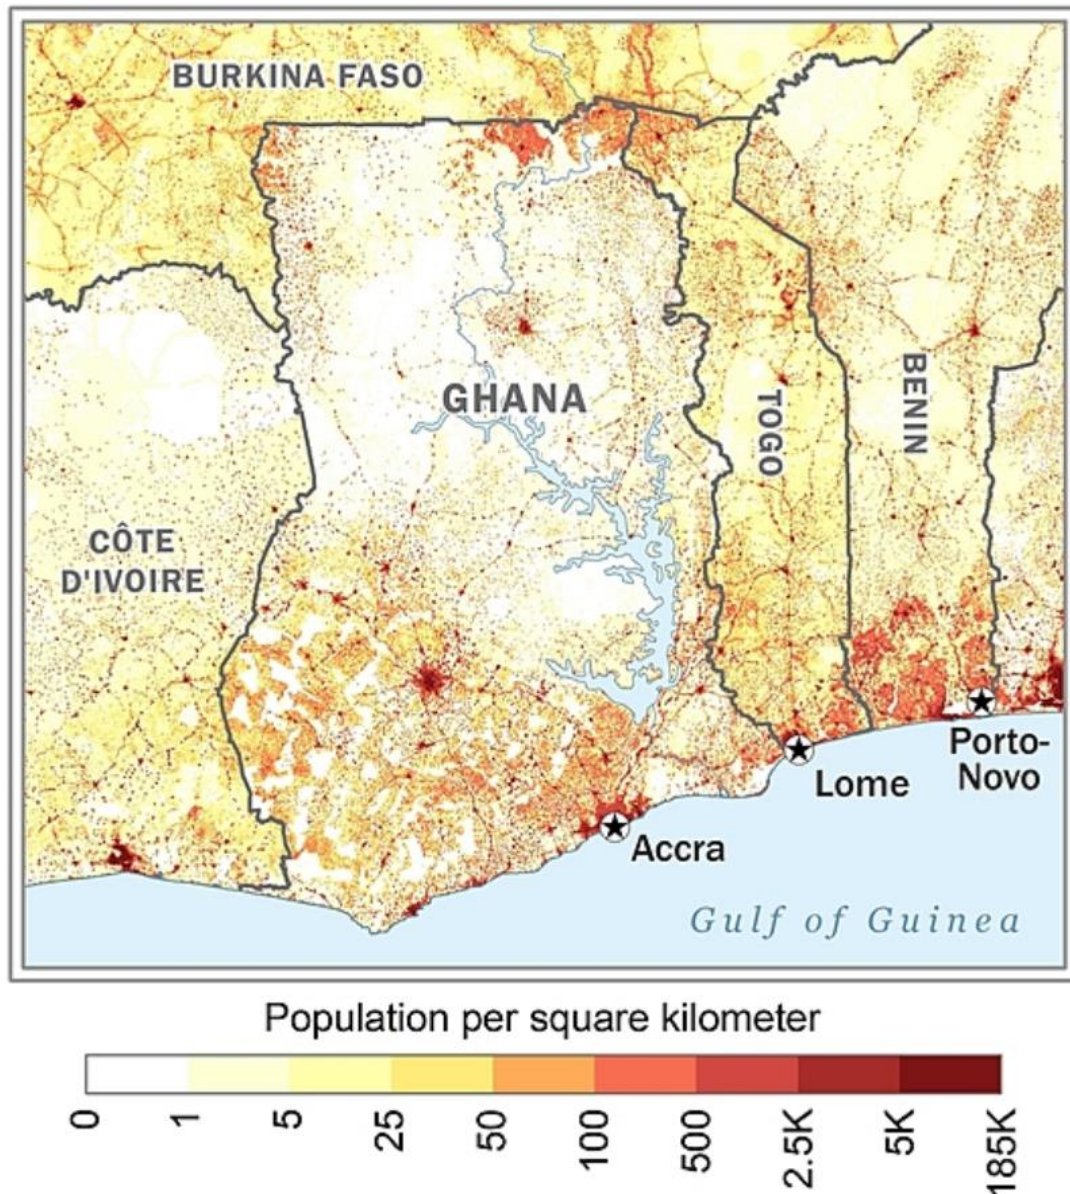 BURKINA FASO
GHANA
TOGO
BENIN
CÔTE
D'IVOIRE
Porto-
Novo
Lome
Accra
Gulf of Guinea
Population per square kilometer
0
1
5
25
50
100
500
2.5K
5K
185K